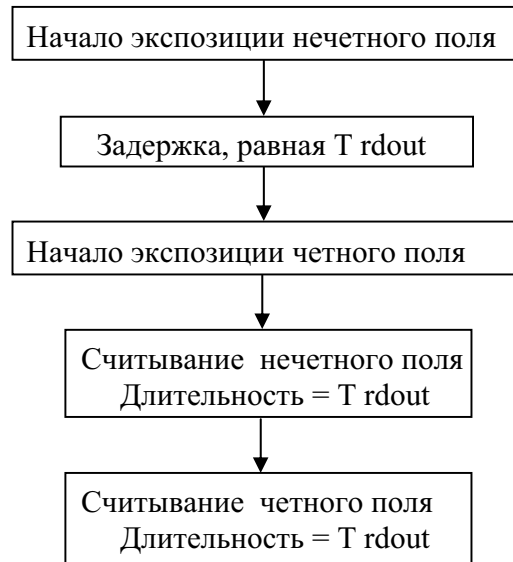 Начало экспозиции нечетного поля
Задержка, равная T rdout
Начало экспозиции четного поля
Считывание нечетного поля
Длительность = T rdout
Считывание четного поля
Длительность = T rdout